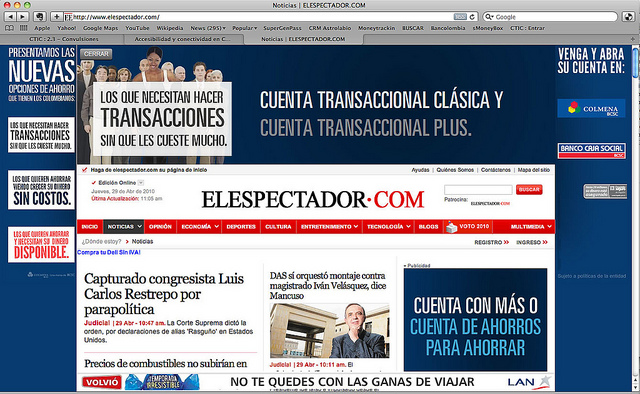 Noticias | ELESPECTADOR.COM
http://www.elespectador.com/
RSS
Google
Apple Yahoo! Google Maps YouTube Wikipedia News (295) Popular SuperGenPass CRM Astrolabio Moneytrackin BUSCAR Bancolombia sMoneyBox CTIC : Entrar
CTIC : 2.3 – Convulsiones
Accesibilidad y conectividad en C...
Noticias | ELESPECTADOR.COM
PRESENTAMOS LAS
NUEVAS
OPCIONES DE AHORRO
QUE TIENEN LOS COLOMBIANOS:
LOS QUE NECESITAN HACER
TRANSACCIONES
SIN QUE LES CUESTE MUCHO.
LOS QUE QUIEREN AHORRAR
VIENDO CRECER SU DINERO
SIN COSTOS.
LOS QUE QUIEREN AHORRAR
Y NECESITAN SU DINERO
DISPONIBLE.
CERRAR
LOS QUE NECESITAN HACER
TRANSACCIONES
SIN QUE LES CUESTE MUCHO.
CUENTA TRANSACCIONAL CLÁSICA Y
CUENTA TRANSACCIONAL PLUS.
VENGA Y ABRA
SU CUENTA EN:
COLMENA
BCSC
BANCO CAJA SOCIAL
BCSC
Sujeto a políticas de la entidad
Haga de elespectador.com su página de inicio
Ayudas | Quiénes Somos | Contáctenos | Mapa del sitio
Edición Online
Jueves, 29 de Abr de 2010
Última Actualización: 11:05 am
ELESPECTADOR.COM
BUSCAR
Patrocina: ELESPECTADOR.COM
INICIO NOTICIAS OPINIÓN ECONOMÍA DEPORTES CULTURA ENTRETENIMIENTO TECNOLOGÍA BLOGS VOTO 2010 MULTIMEDIA
¿Dónde estoy? > Noticias
REGISTRO >> INGRESO >>
Compra tu Dell Sin IVA!
Capturado congresista Luis
Carlos Restrepo por
parapolítica
Judicial | 29 Abr - 10:47 am. La Corte Suprema dictó la
orden, por declaraciones de alias 'Rasguño' en Estados
Unidos.
Precios de combustibles no subirían en
DAS sí orquestó montaje contra
magistrado Iván Velásquez, dice
Mancuso
Judicial | 29 Abr - 10:11 am. El
Publicidad
CUENTA CON MÁS O
CUENTA DE AHORROS
PARA AHORRAR
VOLVIÓ
TEMPORADA
IRRESISTIBLE
NO TE QUEDES CON LAS GANAS DE VIAJAR
LAN